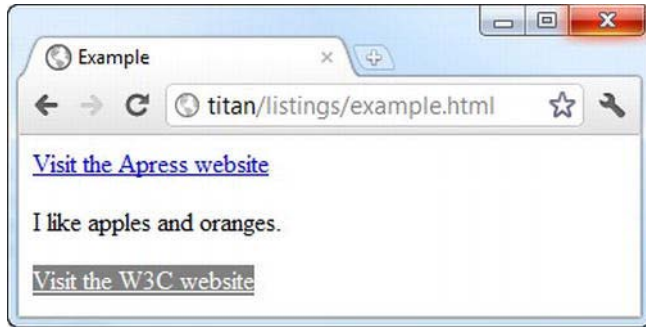 Example
titan/listings/example.html
Visit the Apress website
I like apples and oranges.
Visit the W3C website